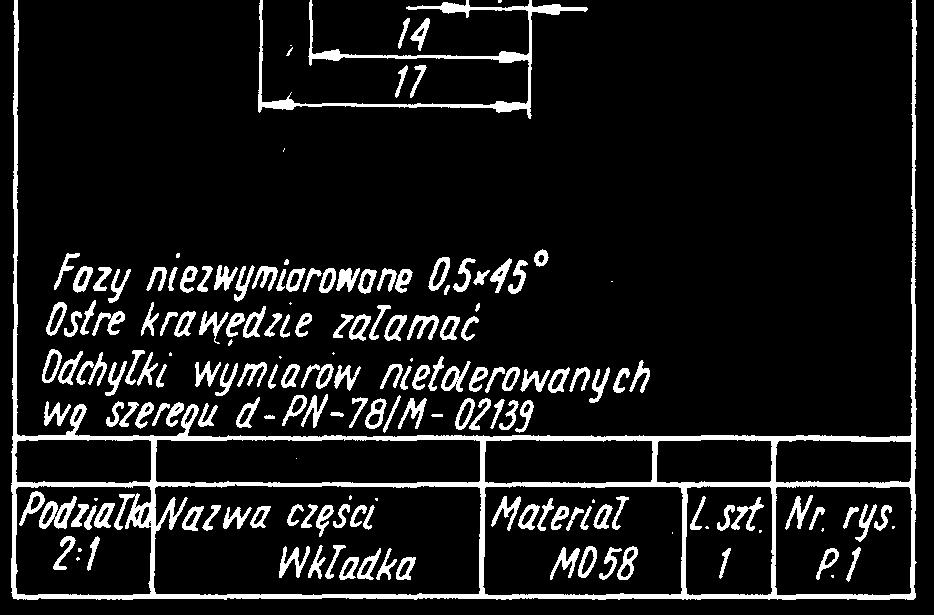 14
17
Fazy niezwymiarowane 0,5×45°
Ostre krawędzie załamać
Odchyłki wymiarów nietolerowanych
wg szeregu d-PN-78/M-02139
Podziałka Nazwa części Materiał L. szt. Nr. rys.
2:1 Wkładka MO58 1 P.1